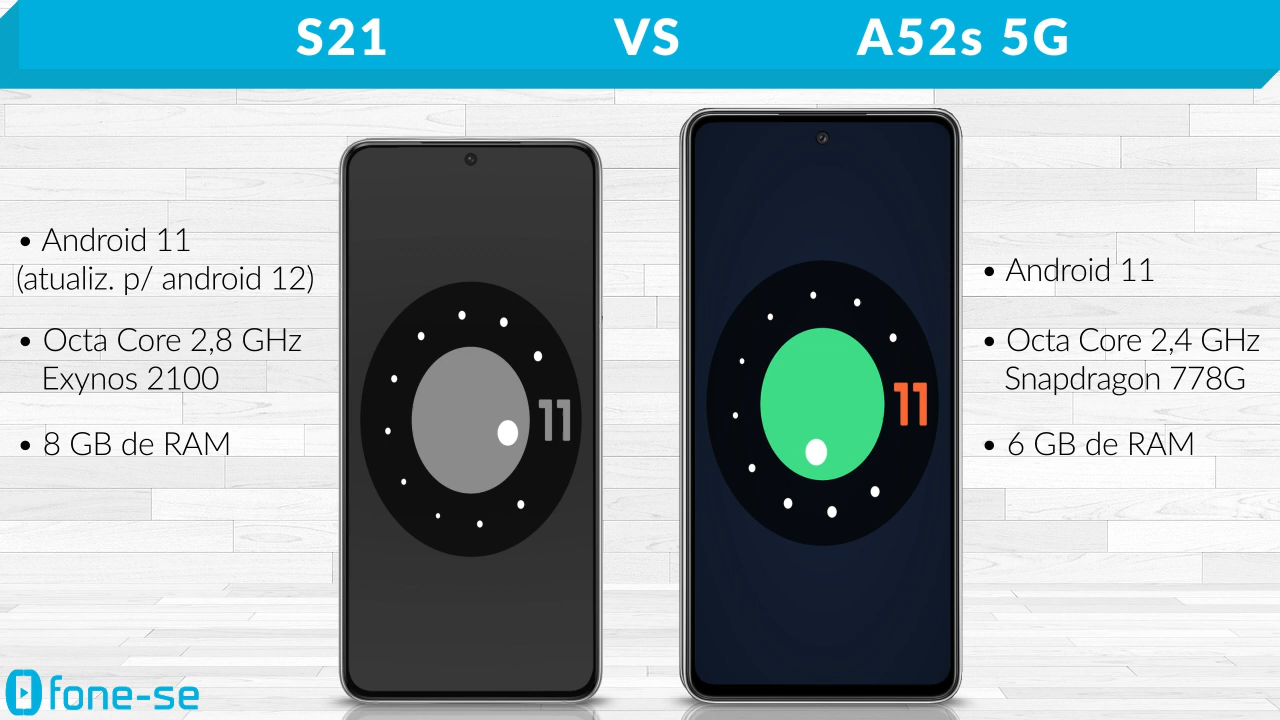 S21 VS A52s 5G
• Android 11
(atualiz. p/ android 12)
• Octa Core 2,8 GHz
Exynos 2100
• 8 GB de RAM
11
11
• Android 11
• Octa Core 2,4 GHz
Snapdragon 778G
• 6 GB de RAM
fone-se